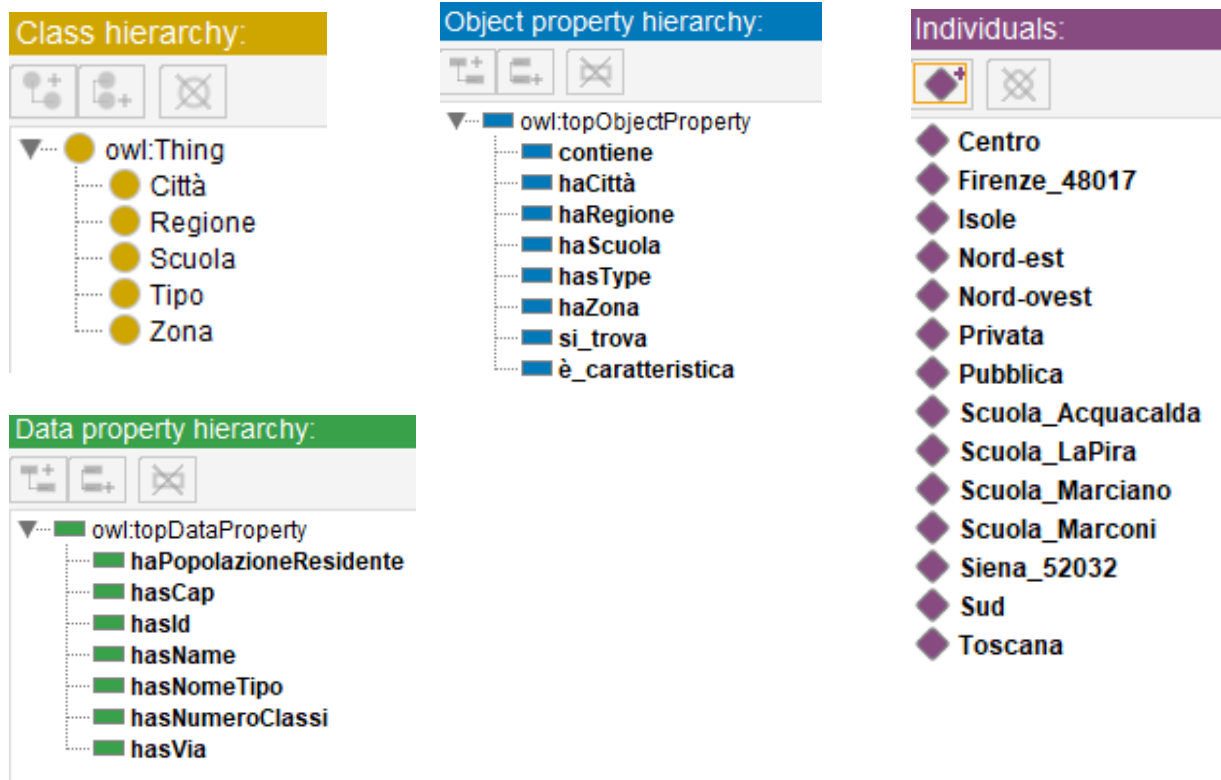 Class hierarchy:
owl:Thing
Città
Regione
Scuola
Tipo
Zona
Object property hierarchy:
owl:topObjectProperty
contiene
haCittà
haRegione
haScuola
hasType
haZona
si_trova
è_caratteristica
Individuals:
Centro
Firenze_48017
Isole
Nord-est
Nord-ovest
Privata
Pubblica
Scuola_Acquacalda
Scuola_LaPira
Scuola_Marciano
Scuola_Marconi
Siena_52032
Sud
Toscana
Data property hierarchy:
owl:topDataProperty
haPopolazioneResidente
hasCap
hasId
hasName
hasNomeTipo
hasNumeroClassi
hasVia